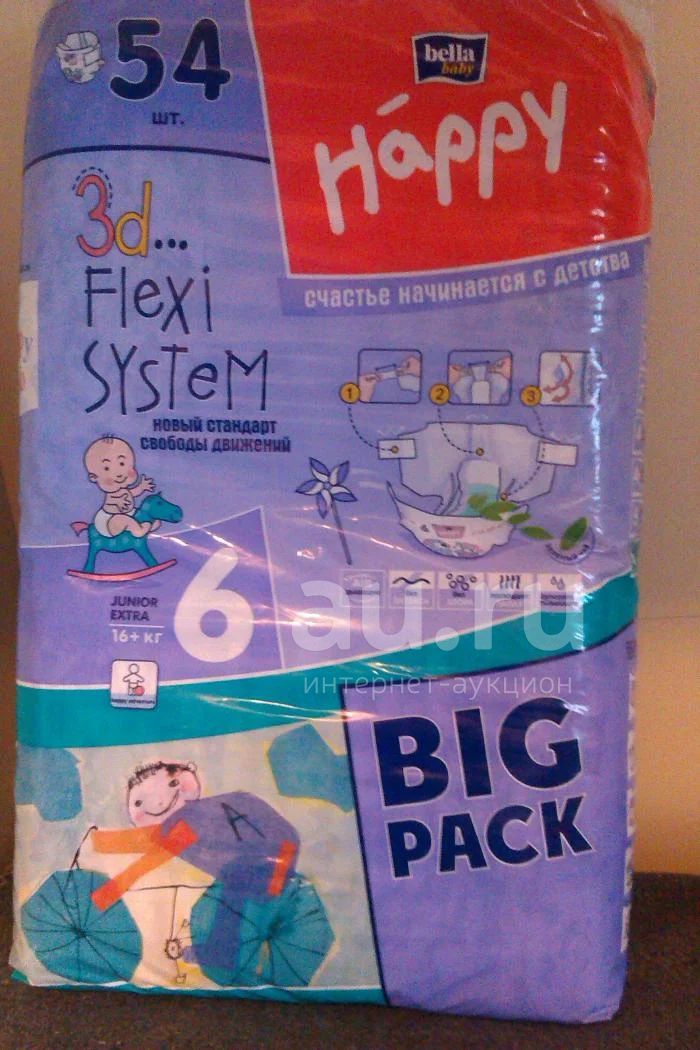 54
шт.
bella
baby
Happy
счастье начинается с детства
3d...
Flexi
System
новый стандарт
свободы движений
1
2
3
JUNIOR
EXTRA
16+ кг
6
au.ru
интернет-аукцион
BIG
PACK
A